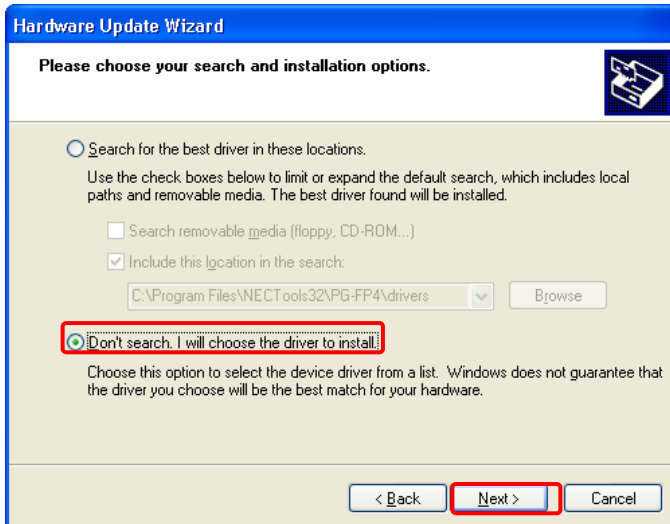 Hardware Update Wizard
Please choose your search and installation options.
Search for the best driver in these locations.
Use the check boxes below to limit or expand the default search, which includes local
paths and removable media. The best driver found will be installed.
Search removable media (floppy, CD-ROM...)
Include this location in the search:
C:\Program Files\NECTools32\PG-FP4\drivers
Browse
Don't search. I will choose the driver to install.
Choose this option to select the device driver from a list. Windows does not guarantee that
the driver you choose will be the best match for your hardware.
< Back
Next >
Cancel